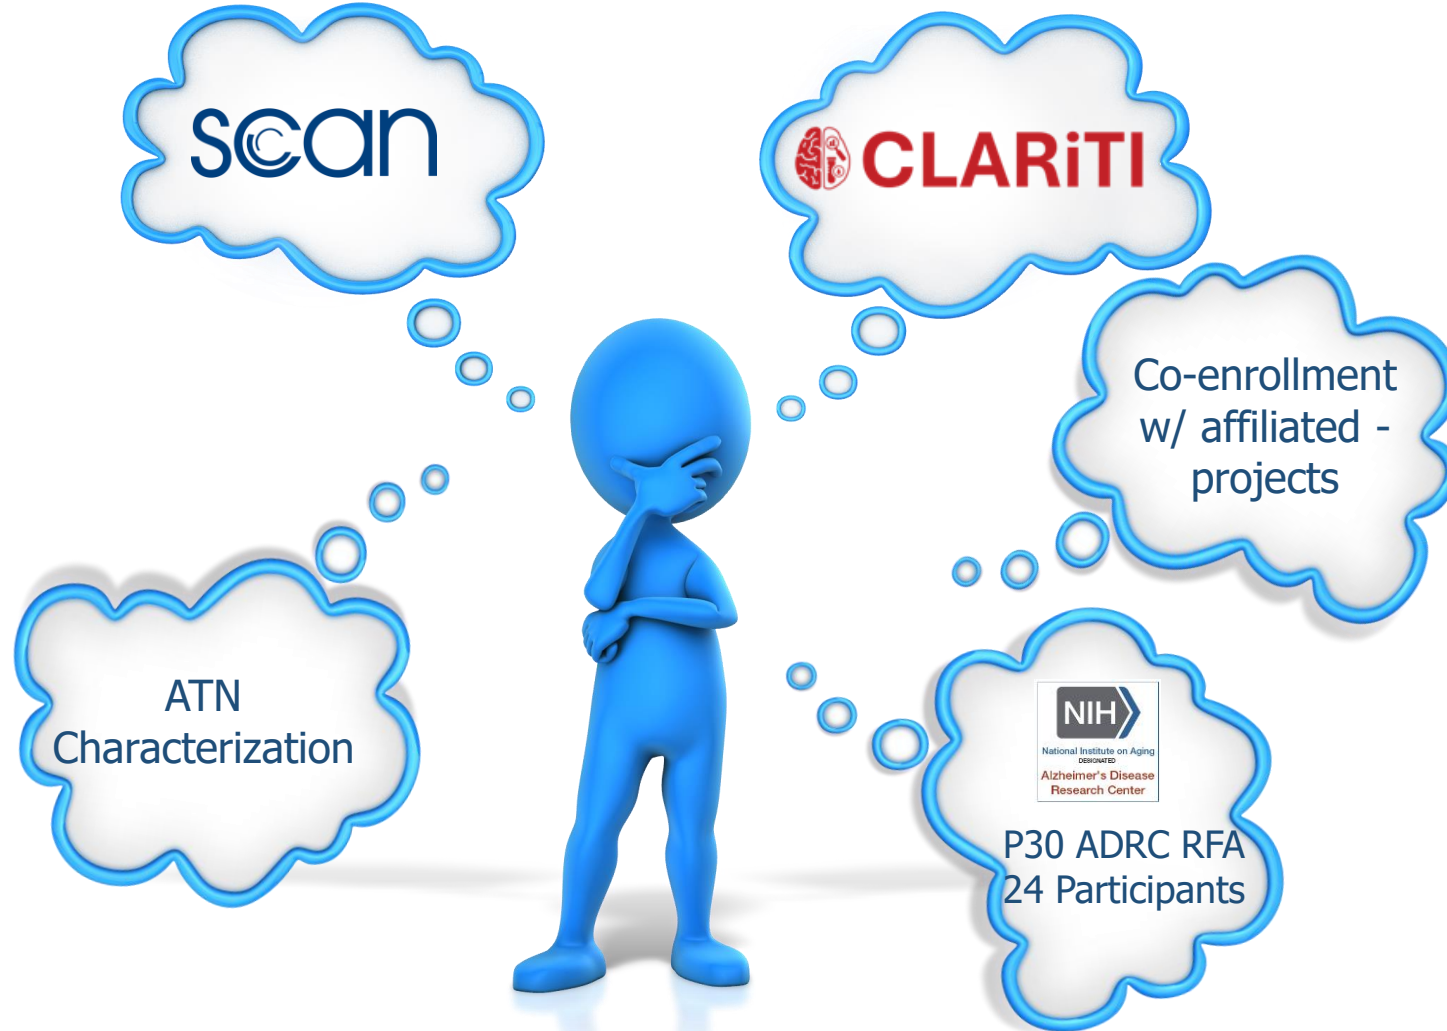 scan
CLARiTI
Co-enrollment
w/ affiliated -
projects
ATN
Characterization
NIH
National Institute on Aging
DESIGNATED
Alzheimer's Disease
Research Center
P30 ADRC RFA
24 Participants